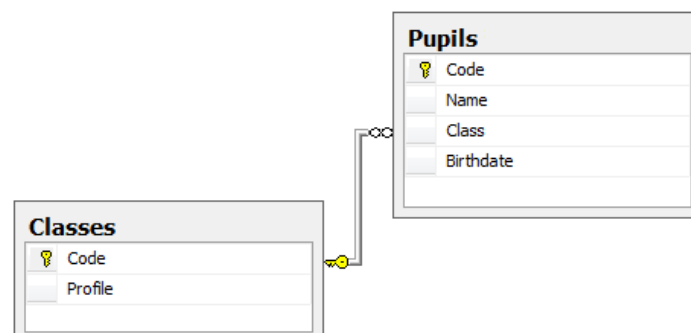 Pupils
Code
Name
Class
Birthdate
Classes
Code
Profile